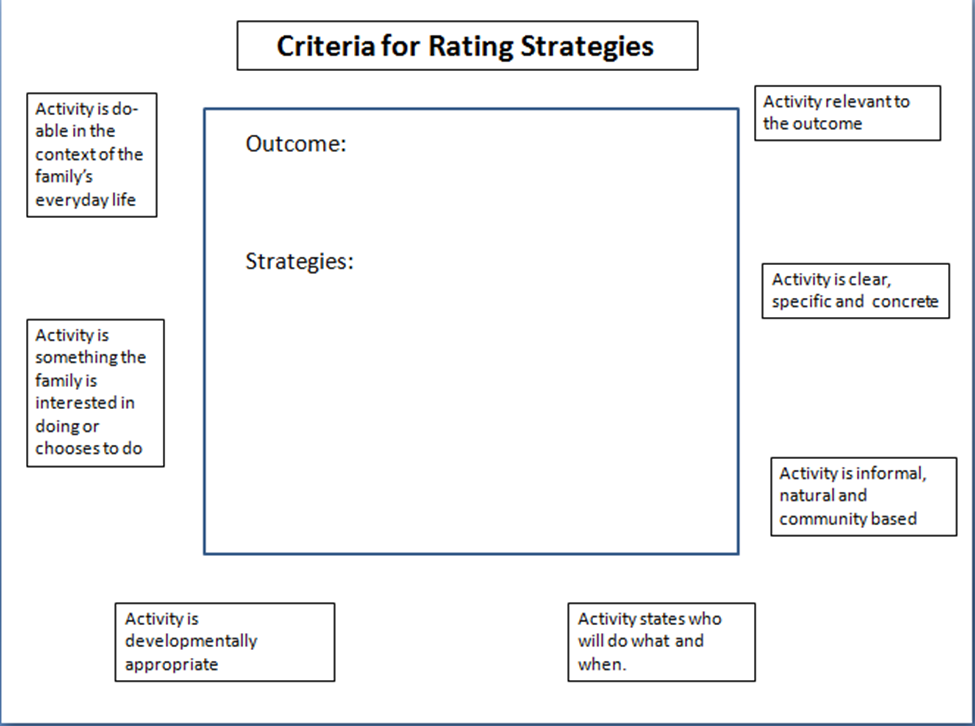 Criteria for Rating Strategies
Activity is do-
able in the
context of the
family's
everyday life
Activity relevant to
the outcome
Outcome:
Strategies:
Activity is clear,
specific and concrete
Activity is
something the
family is
interested in
doing or
chooses to do
Activity is informal,
natural and
community based
Activity is
developmentally
appropriate
Activity states who
will do what and
when.